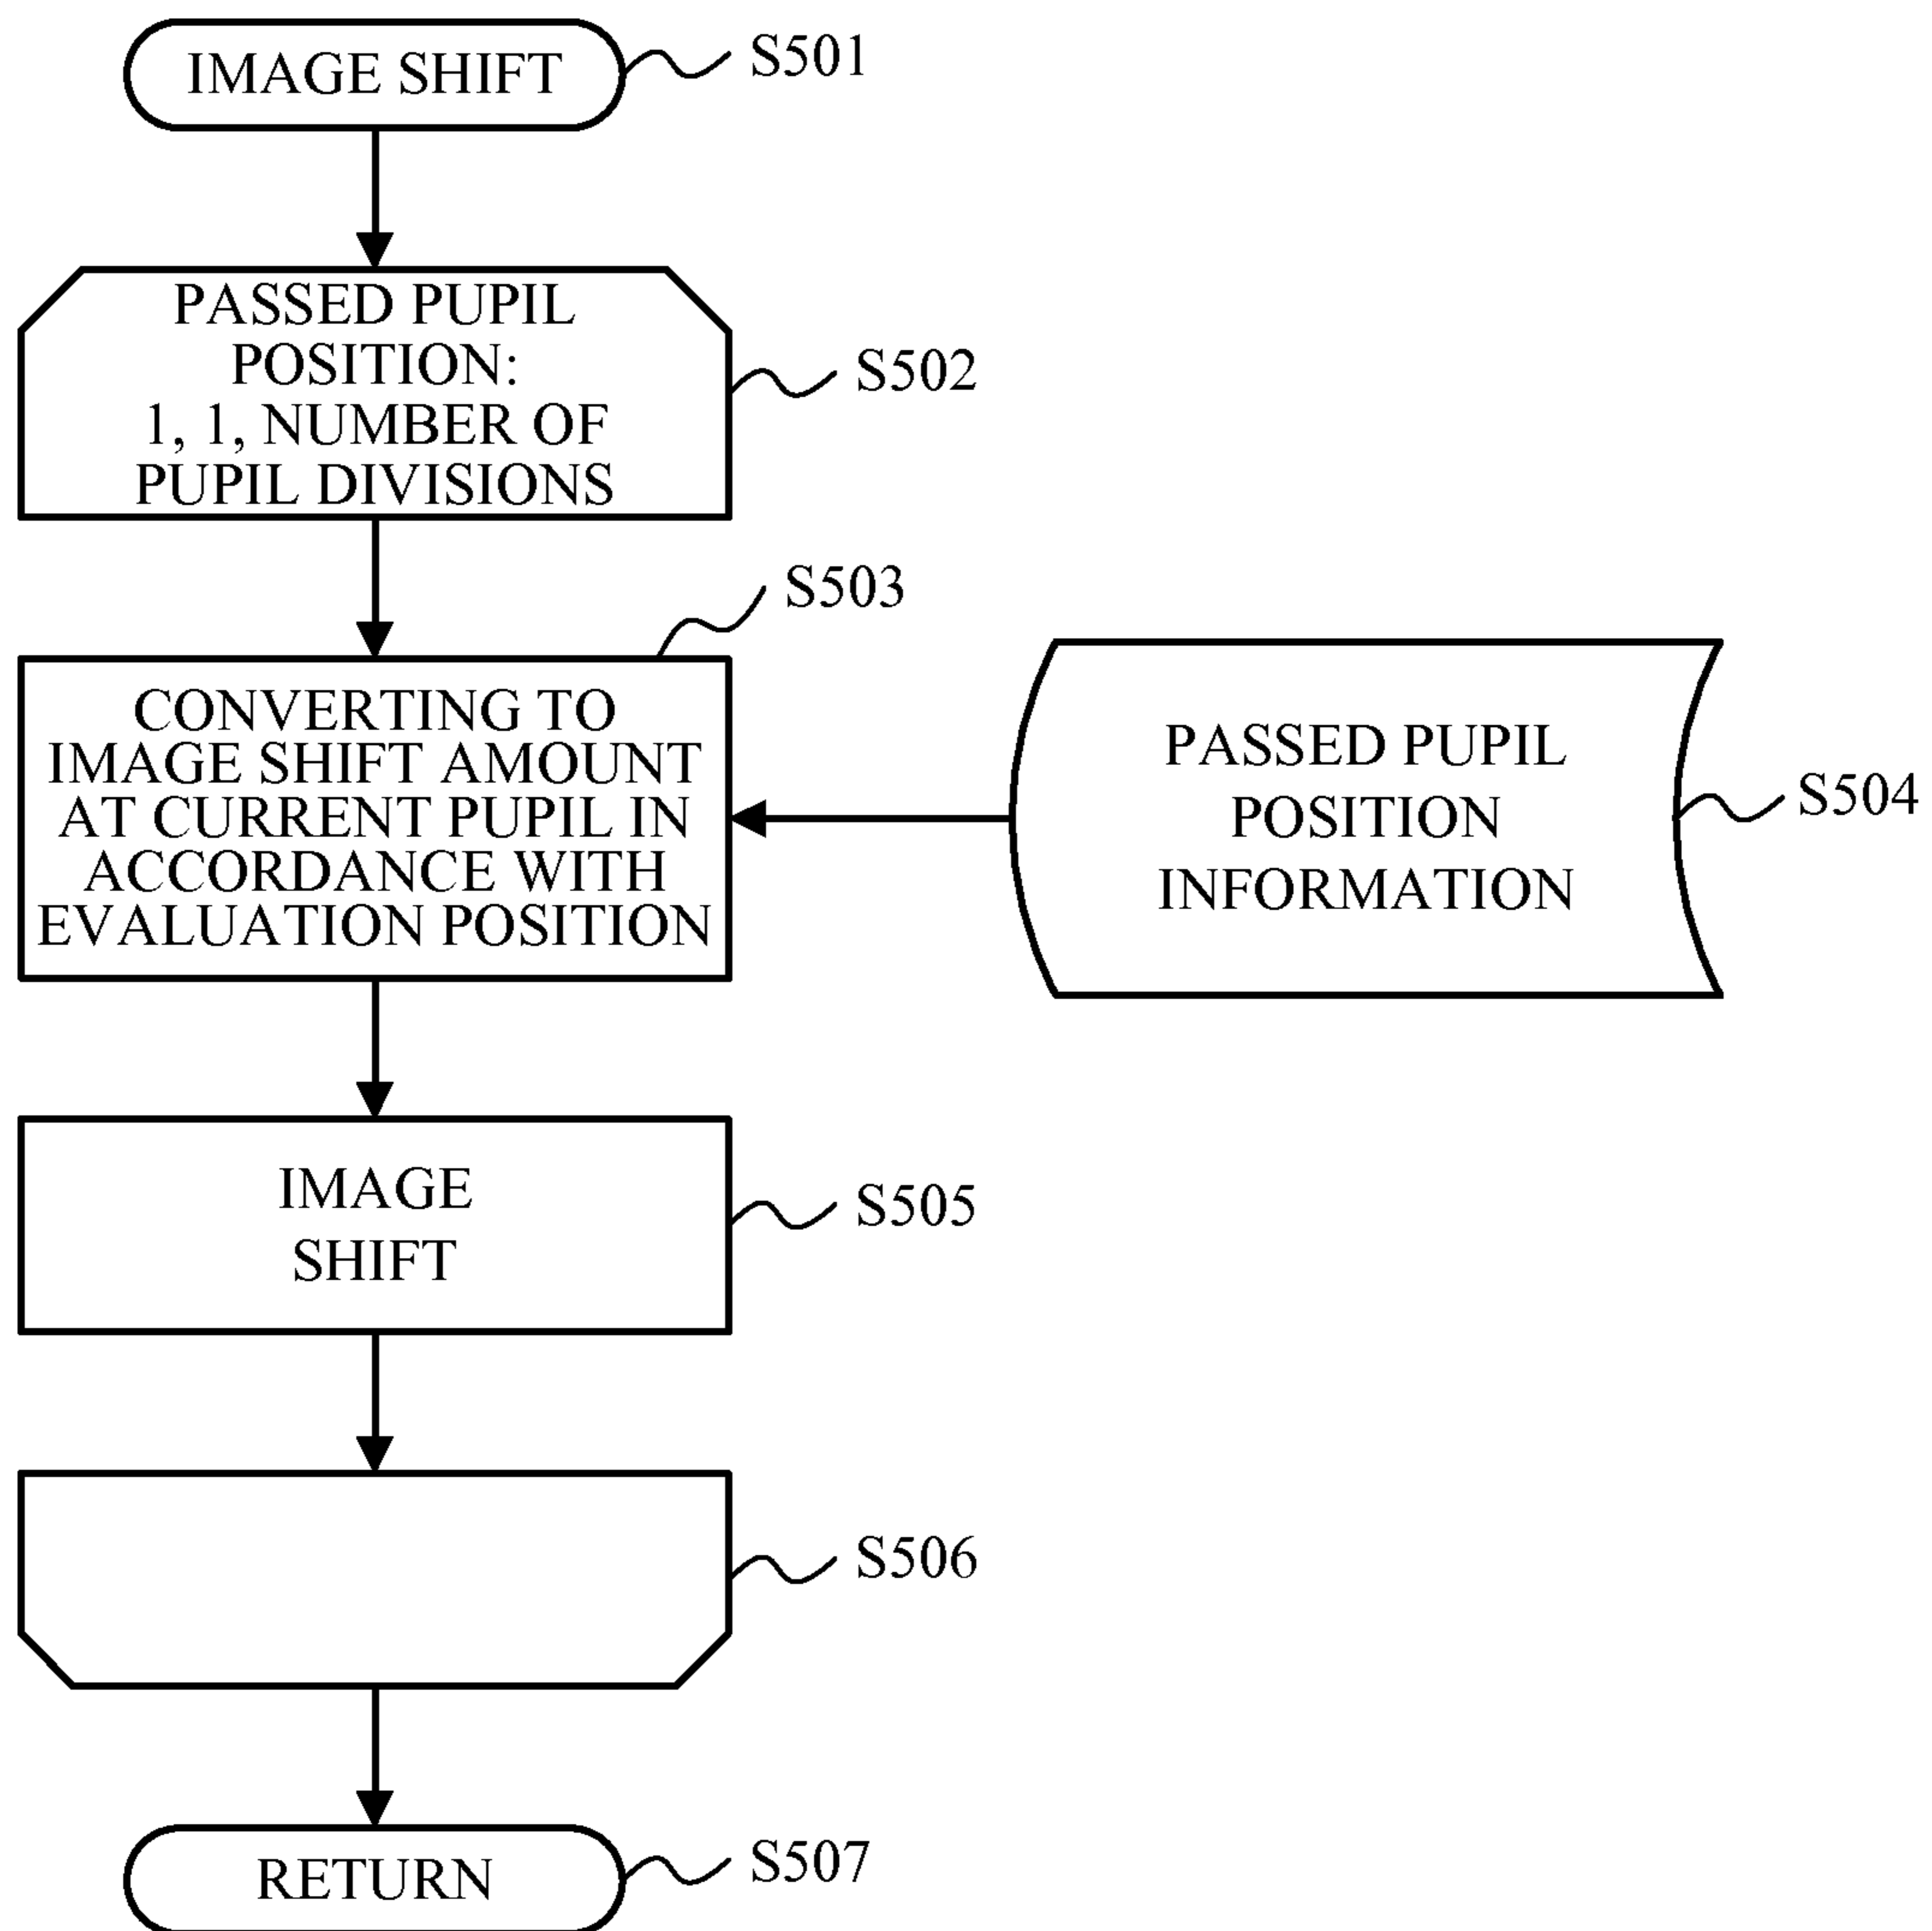 IMAGE SHIFT
S501
PASSED PUPIL
POSITION:
1, 1, NUMBER OF
PUPIL DIVISIONS
S502
S503
CONVERTING TO
IMAGE SHIFT AMOUNT
AT CURRENT PUPIL IN
ACCORDANCE WITH
EVALUATION POSITION
PASSED PUPIL
POSITION
INFORMATION
S504
IMAGE
SHIFT
S505
S506
RETURN
S507